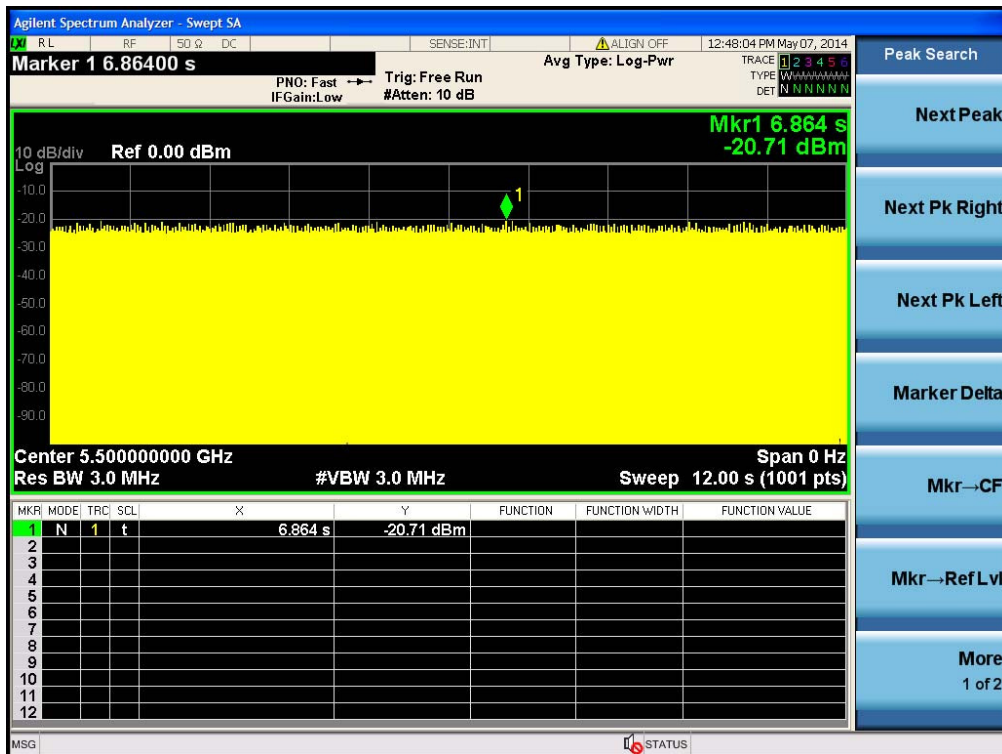 Agilent Spectrum Analyzer - Swept SA
LXI RL RF 50 Ω DC SENSE:INT ALIGN OFF 12:48:04 PM May 07, 2014
Marker 1 6.86400 s
PNO: Fast Trig: Free Run
IFGain:Low #Atten: 10 dB
Avg Type: Log-Pwr
TRACE 1 2 3 4 5 6
TYPE W
DET N N N N N N
Mkr1 6.864 s
-20.71 dBm
10 dB/div Ref 0.00 dBm
Log
1
-10.0
-20.0
-30.0
-40.0
-50.0
-60.0
-70.0
-80.0
-90.0
Center 5.500000000 GHz Span 0 Hz
Res BW 3.0 MHz #VBW 3.0 MHz Sweep 12.00 s (1001 pts)
MKR MODE TRC SCL X Y FUNCTION FUNCTION WIDTH FUNCTION VALUE
1 N 1 t 6.864 s -20.71 dBm
2
3
4
5
6
7
8
9
10
11
12
MSG STATUS
Peak Search
Next Peak
Next Pk Right
Next Pk Left
Marker Delta
Mkr→CF
Mkr→Ref Lvl
More
1 of 2